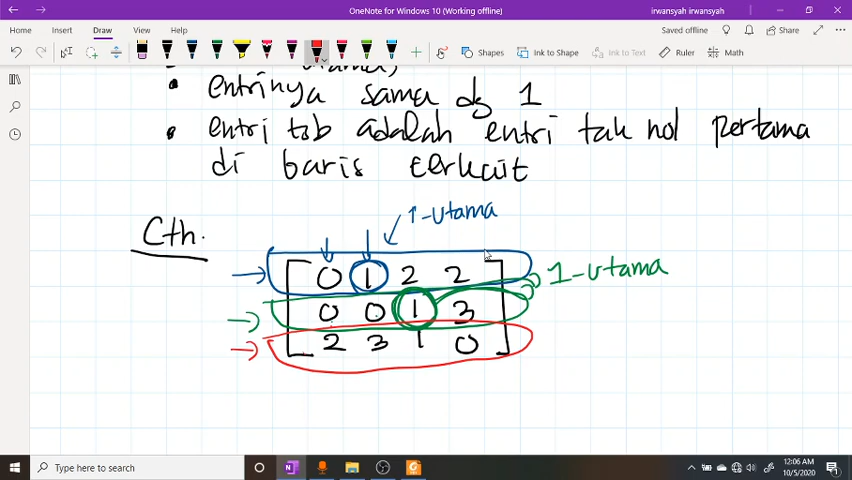 OneNote for Windows 10 (Working offline)
irwansyah irwansyah
Home Insert Draw View Help
Saved offline Share
Shapes Ink to Shape Ink to Text Ruler Math
utama,
entrinya sama dg 1
entri tsb adalah entri tak nol pertama
di baris terkait
1-utama
Cth.
0 1 2 2
1-utama
0 0 1 3
2 3 1 0
Type here to search
12:06 AM
10/5/2020